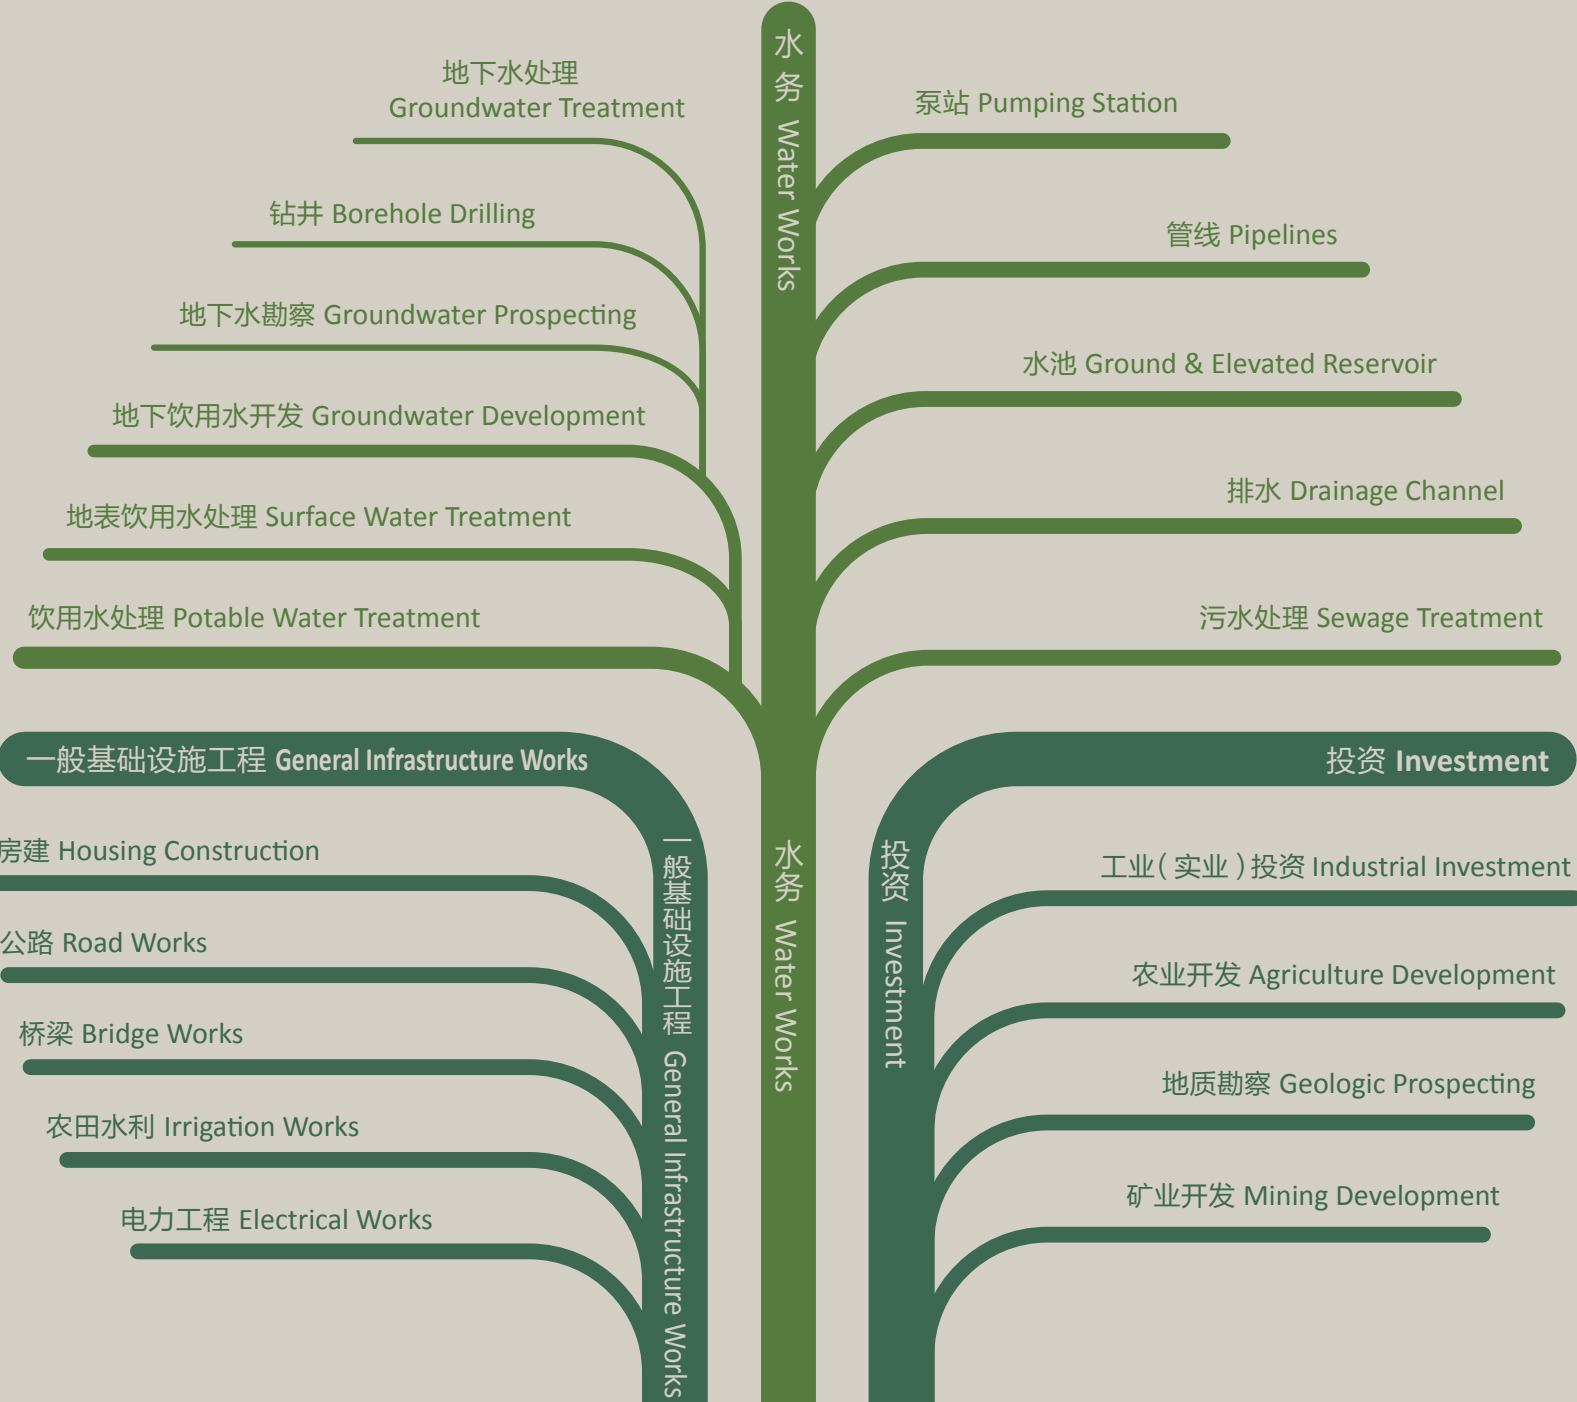 水务 Water Works
地下水处理
Groundwater Treatment
钻井 Borehole Drilling
地下水勘察 Groundwater Prospecting
地下饮用水开发 Groundwater Development
地表饮用水处理 Surface Water Treatment
饮用水处理 Potable Water Treatment
泵站 Pumping Station
管线 Pipelines
水池 Ground & Elevated Reservoir
排水 Drainage Channel
污水处理 Sewage Treatment
一般基础设施工程 General Infrastructure Works
房建 Housing Construction
公路 Road Works
桥梁 Bridge Works
农田水利 Irrigation Works
电力工程 Electrical Works
一般基础设施工程 General Infrastructure Works
水务 Water Works
投资 Investment
投资 Investment
工业(实业)投资 Industrial Investment
农业开发 Agriculture Development
地质勘察 Geologic Prospecting
矿业开发 Mining Development